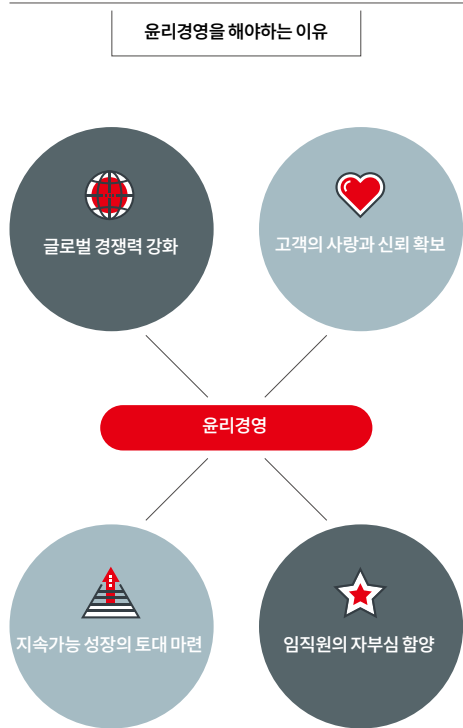 윤리경영을 해야하는 이유
글로벌 경쟁력 강화
고객의 사랑과 신뢰 확보
윤리경영
지속가능 성장의 토대 마련
임직원의 자부심 함양